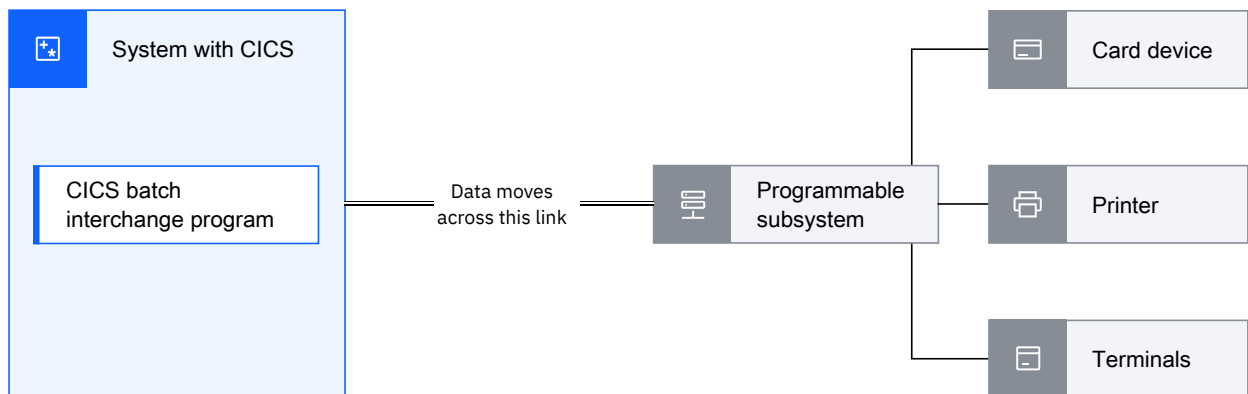 System with CICS
CICS batch
interchange program
Data moves
across this link
Programmable
subsystem
Card device
Printer
Terminals